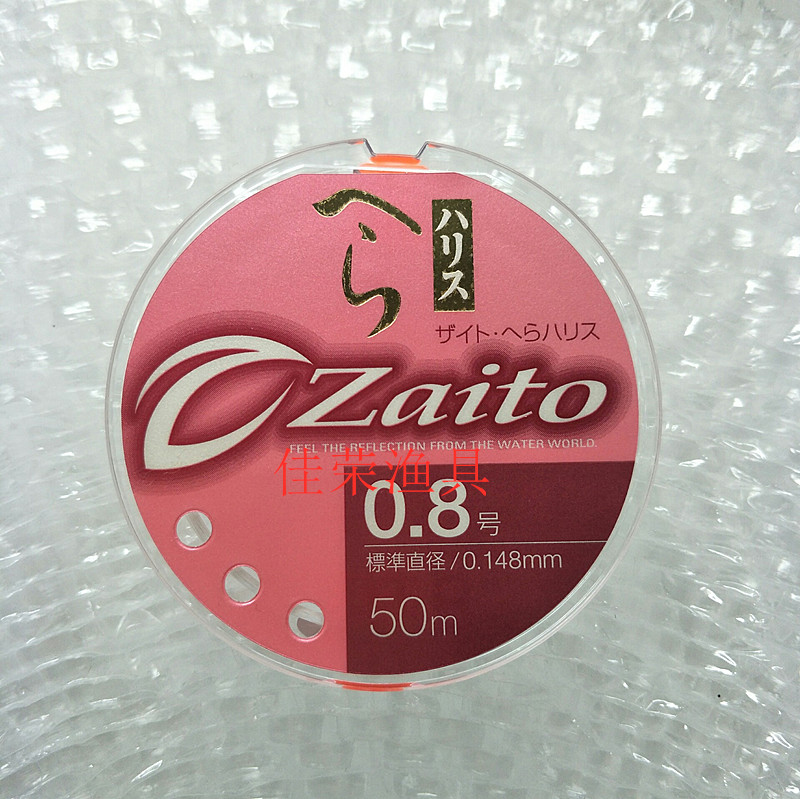 へら
ハリス
ザイト・へらハリス
Zaito
FEEL THE REFLECTION FROM THE WATER WORLD.
佳荣渔具
0.8号
標準直径/0.148mm
50m